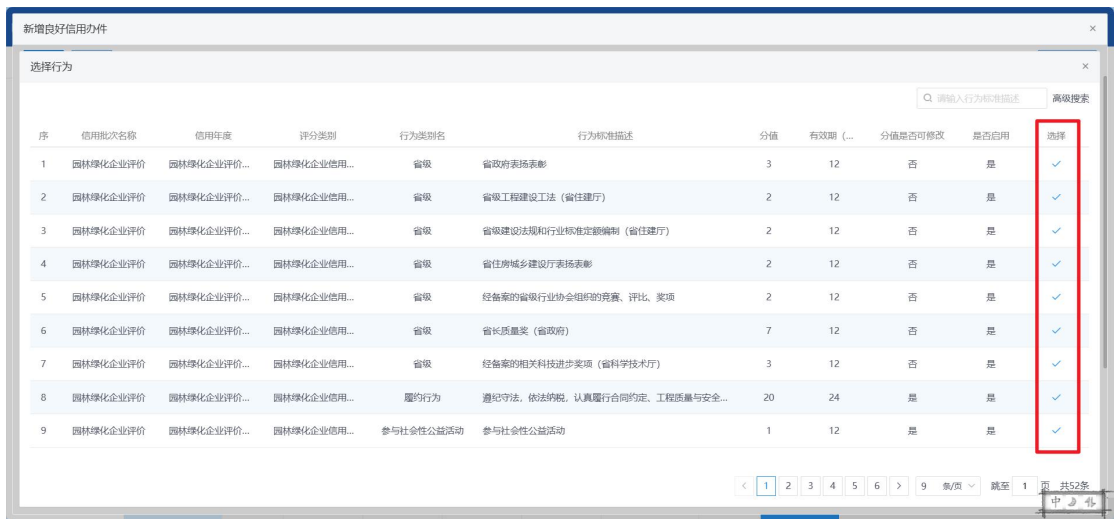 新增良好信用办件
选择行为
请输入行为标准描述 高级搜索
序 信用批次名称 信用年度 评分类别 行为类别名 行为标准描述 分值 有效期（... 分值是否可修改 是否启用 选择
1 园林绿化企业评价 园林绿化企业评价... 园林绿化企业信用... 省级 省政府表扬表彰 3 12 否 是
2 园林绿化企业评价 园林绿化企业评价... 园林绿化企业信用... 省级 省级工程建设工法（省住建厅） 2 12 否 是
3 园林绿化企业评价 园林绿化企业评价... 园林绿化企业信用... 省级 省级建设法规和行业标准定额编制（省住建厅） 2 12 否 是
4 园林绿化企业评价 园林绿化企业评价... 园林绿化企业信用... 省级 省住房城乡建设厅表扬表彰 2 12 否 是
5 园林绿化企业评价 园林绿化企业评价... 园林绿化企业信用... 省级 经备案的省级行业协会组织的竞赛、评比、奖项 2 12 否 是
6 园林绿化企业评价 园林绿化企业评价... 园林绿化企业信用... 省级 省长质量奖（省政府） 7 12 否 是
7 园林绿化企业评价 园林绿化企业评价... 园林绿化企业信用... 省级 经备案的相关科技进步奖项（省科学技术厅） 3 12 否 是
8 园林绿化企业评价 园林绿化企业评价... 园林绿化企业信用... 履约行为 遵纪守法，依法纳税，认真履行合同约定，工程质量与安全... 20 24 是 是
9 园林绿化企业评价 园林绿化企业评价... 园林绿化企业信用... 参与社会性公益活动 参与社会性公益活动 1 12 是 是
< 1 2 3 4 5 6 > 9 条/页 跳至 1 页 共52条
中